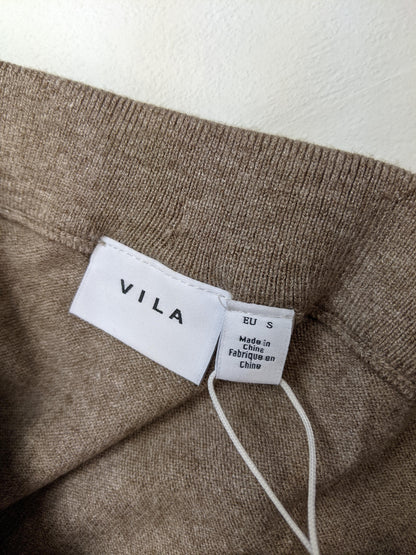 VILA
EU S
Made in
China
Fabriqué en
Chine